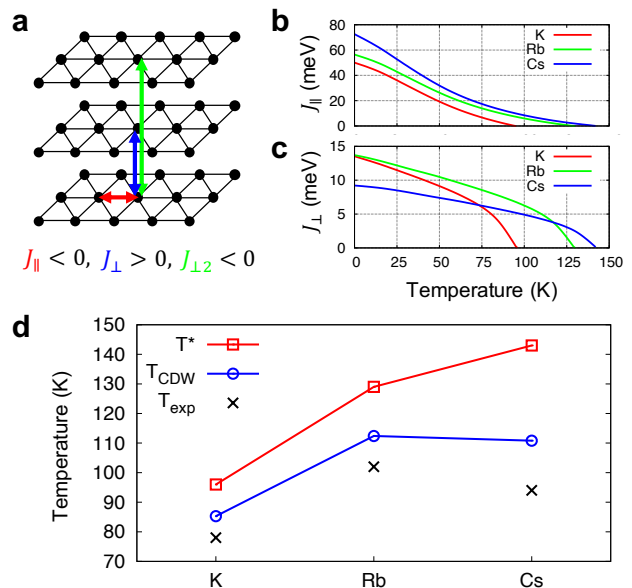 a
J∥ < 0, J⊥ > 0, J⊥2 < 0
b
J∥ (meV)
80
60
40
20
0
K
Rb
Cs
c
J⊥ (meV)
15
10
5
0
K
Rb
Cs
0 25 50 75 100 125 150
Temperature (K)
d
Temperature (K)
150
140
130
120
110
100
90
80
70
T*
T_CDW
T_exp
K Rb Cs